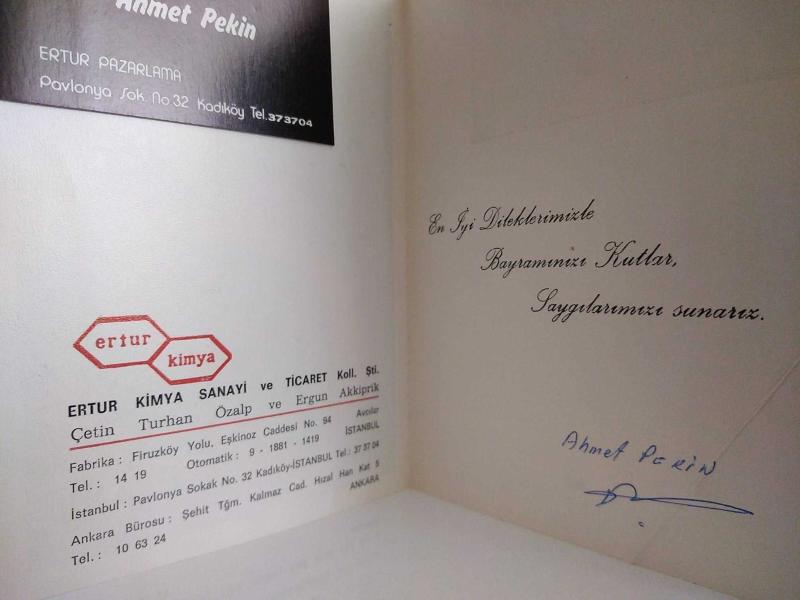 Ahmet Pekin
ERTUR PAZARLAMA
Pavlonya Sok. No 32 Kadıköy Tel.373704
ertur
kimya
ERTUR KİMYA SANAYİ ve TİCARET Koll. Şti.
Çetin Turhan Özalp ve Ergun Akkiprik
Fabrika : Firuzköy Yolu, Eşkinoz Caddesi No. 94 Avcılar
Tel. : 14 19 Otomatik : 9 - 1881 - 1419 İSTANBUL
İstanbul : Pavlonya Sokak No. 32 Kadıköy-İSTANBUL Tel.: 37 37 04
Ankara Bürosu : Şehit Tğm. Kalmaz Cad. Hızal Han Kat 5
Tel. : 10 63 24 ANKARA
En İyi Dileklerimizle
Bayramınızı Kutlar,
Saygılarımızı sunarız.
Ahmet PEKİN